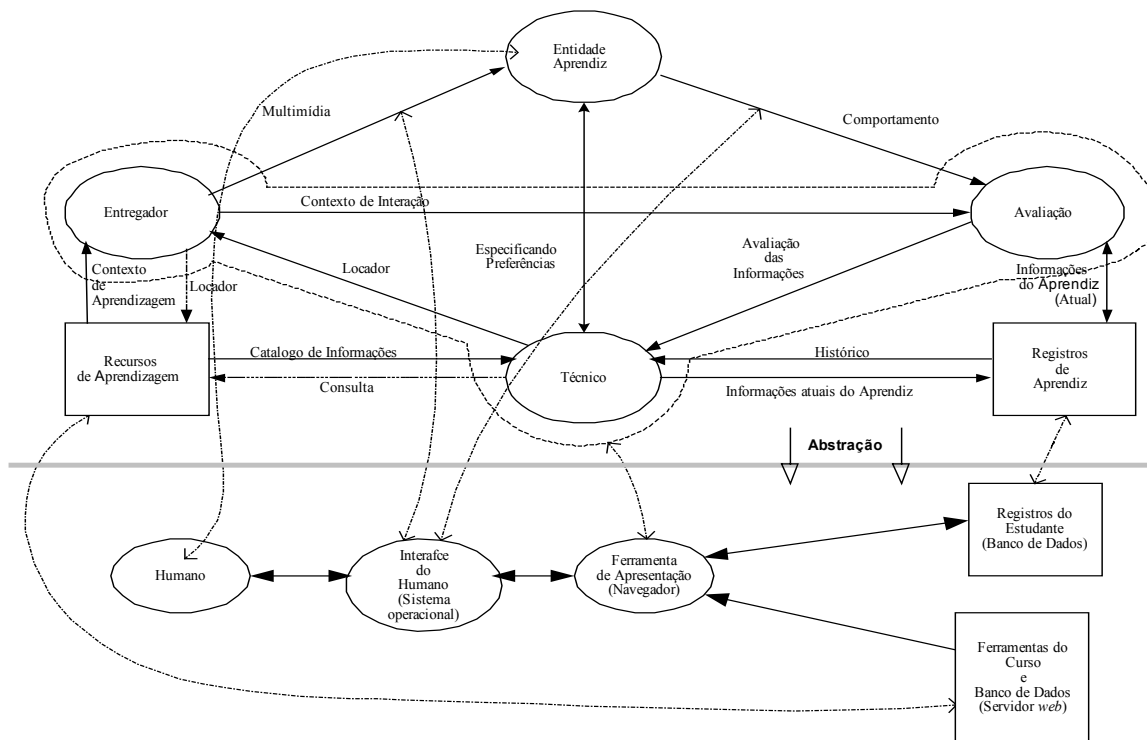 Entidade
Aprendiz
Multimídia
Comportamento
Entregador
Contexto de Interação
Avaliação
Contexto
de
Aprendizagem
Locador
Locador
Especificando
Preferências
Avaliação
das
Informações
Informações
do Aprendiz
(Atual)
Recursos
de Aprendizagem
Catalogo de Informações
Consulta
Técnico
Histórico
Informações atuais do Aprendiz
Registros
de
Aprendiz
Abstração
Registros do
Estudante
(Banco de Dados)
Humano
Interafce
do
Humano
(Sistema
operacional)
Ferramenta
de Apresentação
(Navegador)
Ferramentas do
Curso
e
Banco de Dados
(Servidor web)